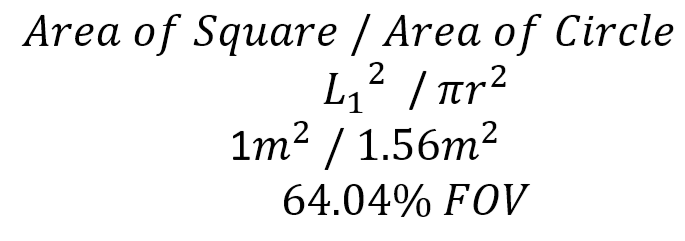 Area of Square / Area of Circle
L₁² / πr²
1m² / 1.56m²
64.04% FOV